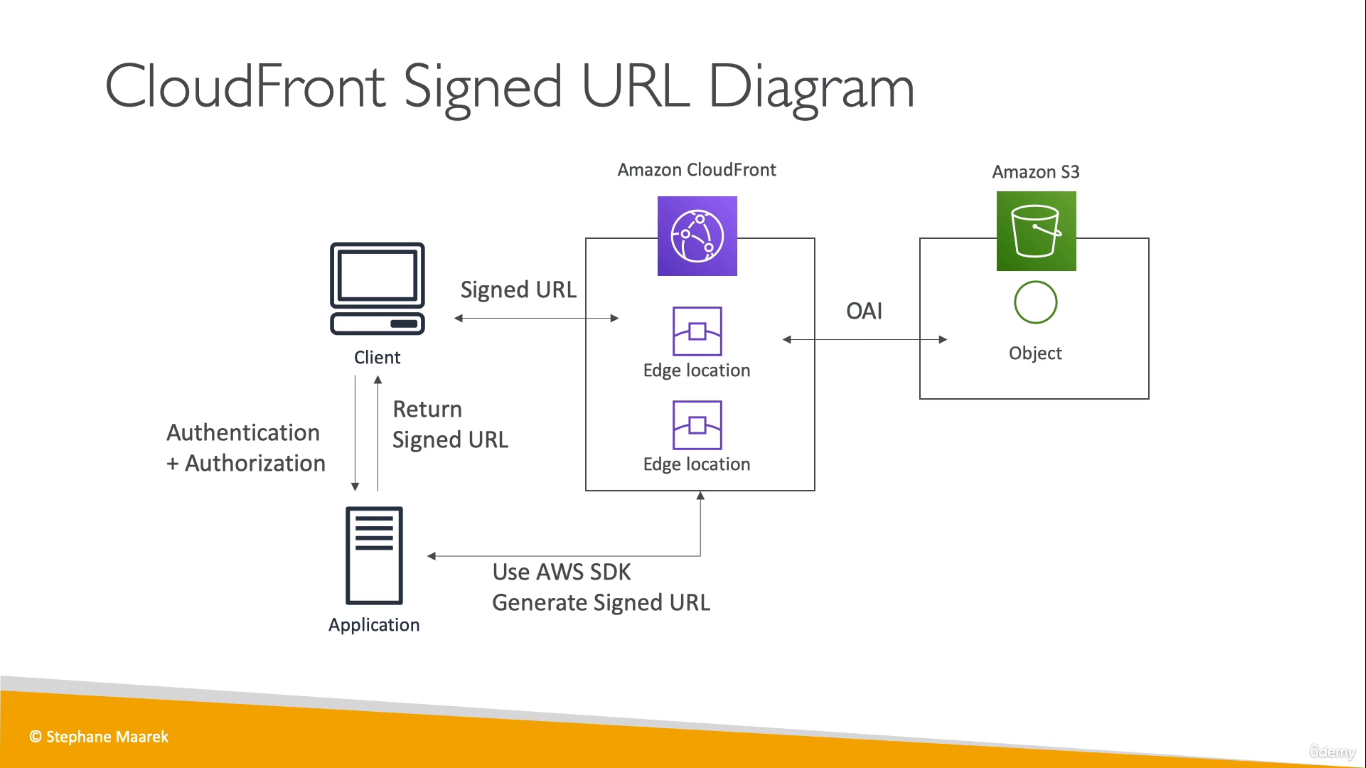 CloudFront Signed URL Diagram
Amazon CloudFront
Amazon S3
Signed URL
OAI
Client
Edge location
Object
Return
Signed URL
Authentication
+ Authorization
Edge location
Use AWS SDK
Generate Signed URL
Application
© Stephane Maarek
ûdemy